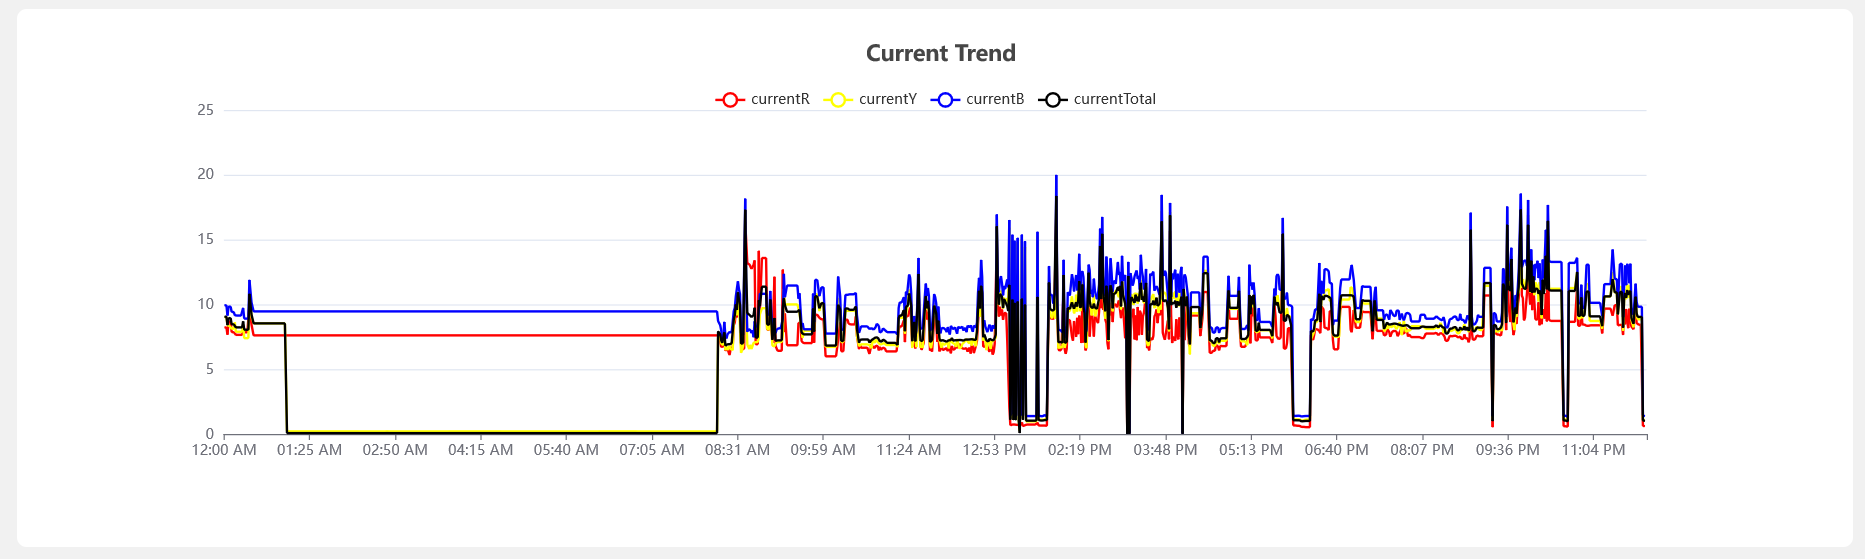 Current Trend
currentR currentY currentB currentTotal
25
20
15
10
5
0
12:00 AM 01:25 AM 02:50 AM 04:15 AM 05:40 AM 07:05 AM 08:31 AM 09:59 AM 11:24 AM 12:53 PM 02:19 PM 03:48 PM 05:13 PM 06:40 PM 08:07 PM 09:36 PM 11:04 PM